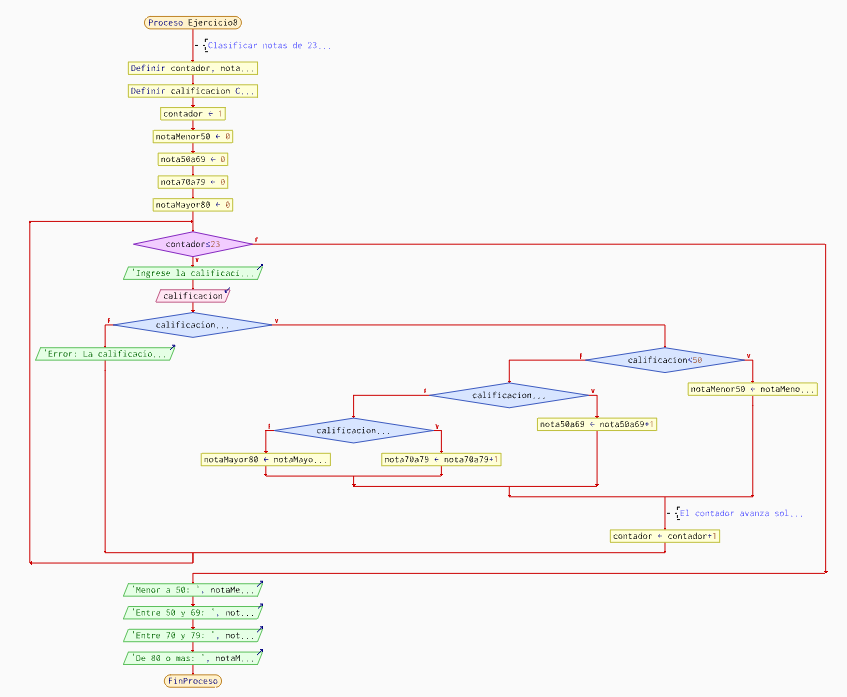 Proceso Ejercicio8
Clasificar notas de 23...
Definir contador, nota...
Definir calificacion C...
contador ← 1
notaMenor50 ← 0
nota50a69 ← 0
nota70a79 ← 0
notaMayor80 ← 0
contador≤23
F
V
'Ingrese la calificaci...
calificacion
calificacion...
F
V
'Error: La calificacio...
calificacion<50
F
V
notaMenor50 ← notaMeno...
calificacion...
F
V
nota50a69 ← nota50a69+1
calificacion...
F
V
notaMayor80 ← notaMayo...
nota70a79 ← nota70a79+1
El contador avanza sol...
contador ← contador+1
'Menor a 50: ', notaMe...
'Entre 50 y 69: ', not...
'Entre 70 y 79: ', not...
'De 80 o mas: ', notaM...
FinProceso